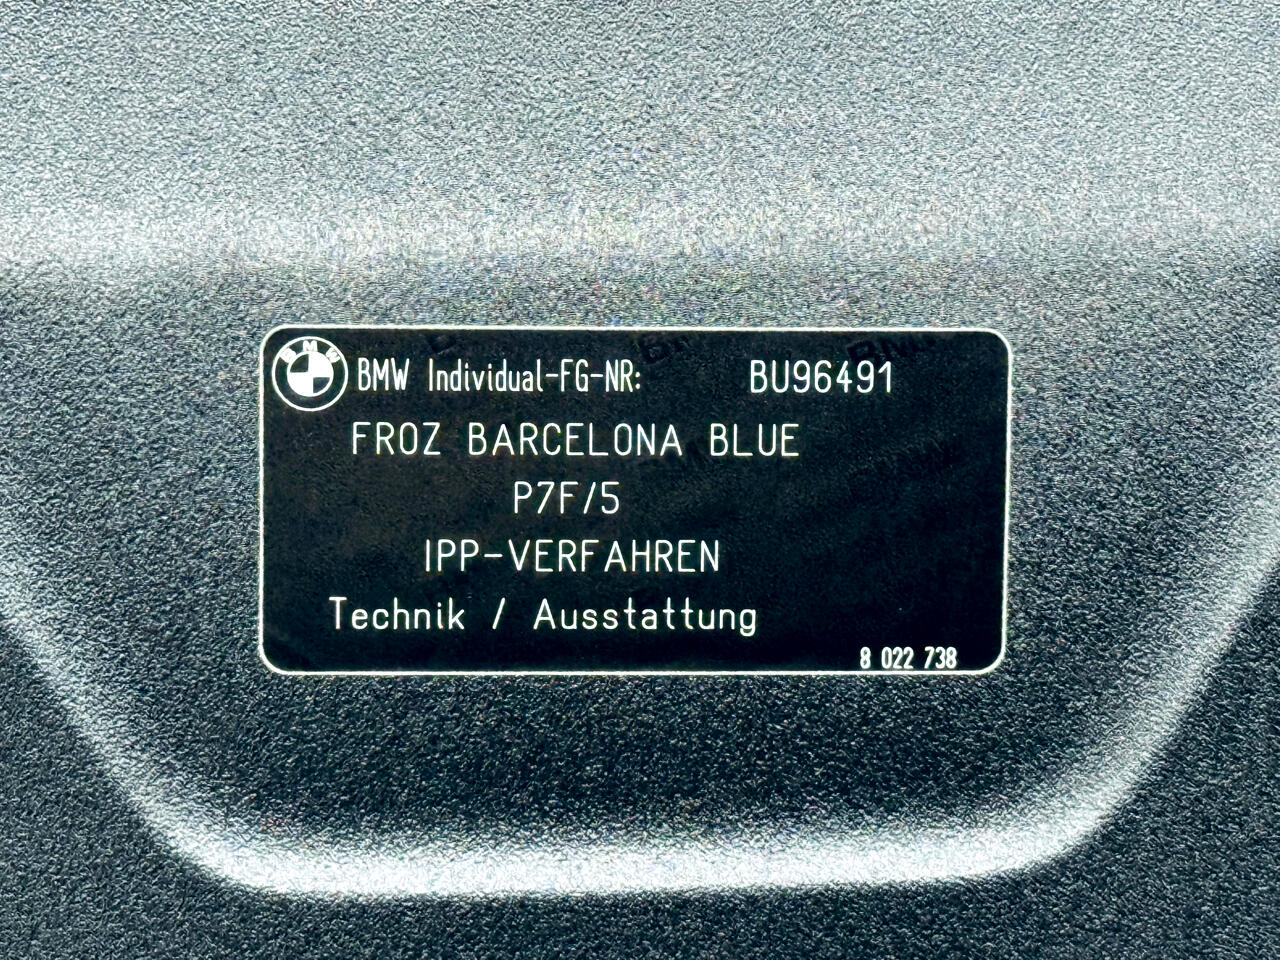 BMW Individual-FG-NR: BU96491
FROZ BARCELONA BLUE
P7F/5
IPP-VERFAHREN
Technik / Ausstattung
8 022 738